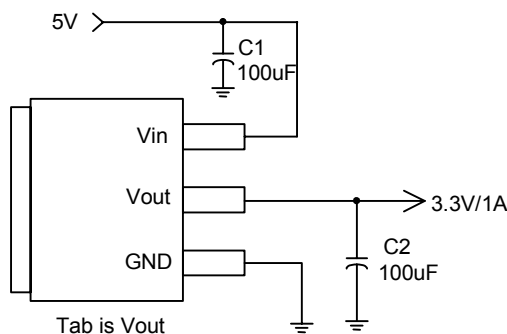 5V
C1
100uF
Vin
Vout
3.3V/1A
C2
100uF
GND
Tab is Vout